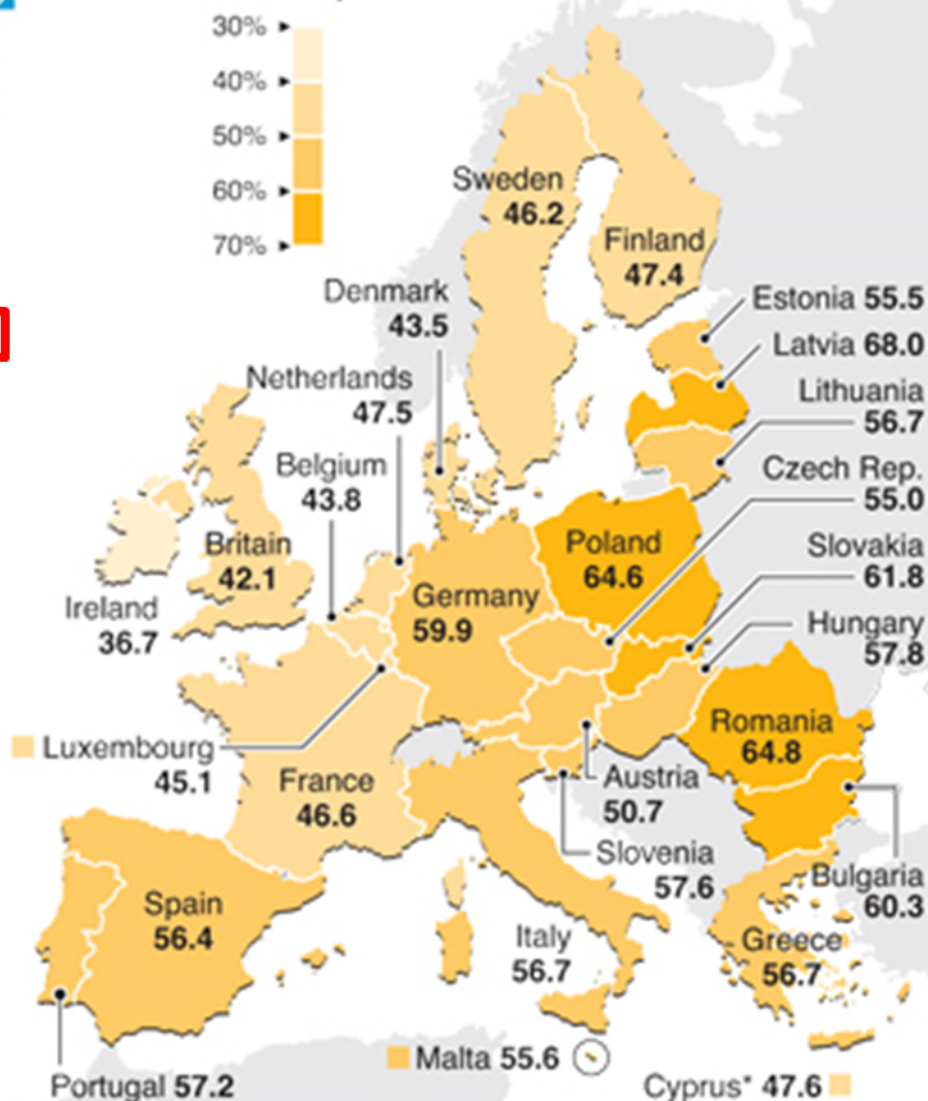 30%
40%
50%
60%
70%
Sweden
46.2
Finland
47.4
Denmark
43.5
Estonia 55.5
Latvia 68.0
Netherlands
47.5
Lithuania
56.7
Belgium
43.8
Czech Rep.
55.0
Britain
42.1
Poland
64.6
Slovakia
61.8
Ireland
36.7
Germany
59.9
Hungary
57.8
Luxembourg
45.1
France
46.6
Romania
64.8
Austria
50.7
Slovenia
57.6
Bulgaria
60.3
Spain
56.4
Italy
56.7
Greece
56.7
Malta 55.6
Portugal 57.2
Cyprus* 47.6